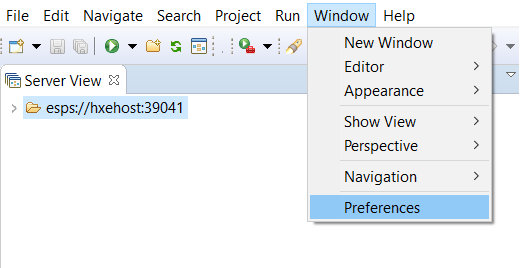 File Edit Navigate Search Project Run Window Help
Server View
esps://hxehost:39041
New Window
Editor
Appearance
Show View
Perspective
Navigation
Preferences